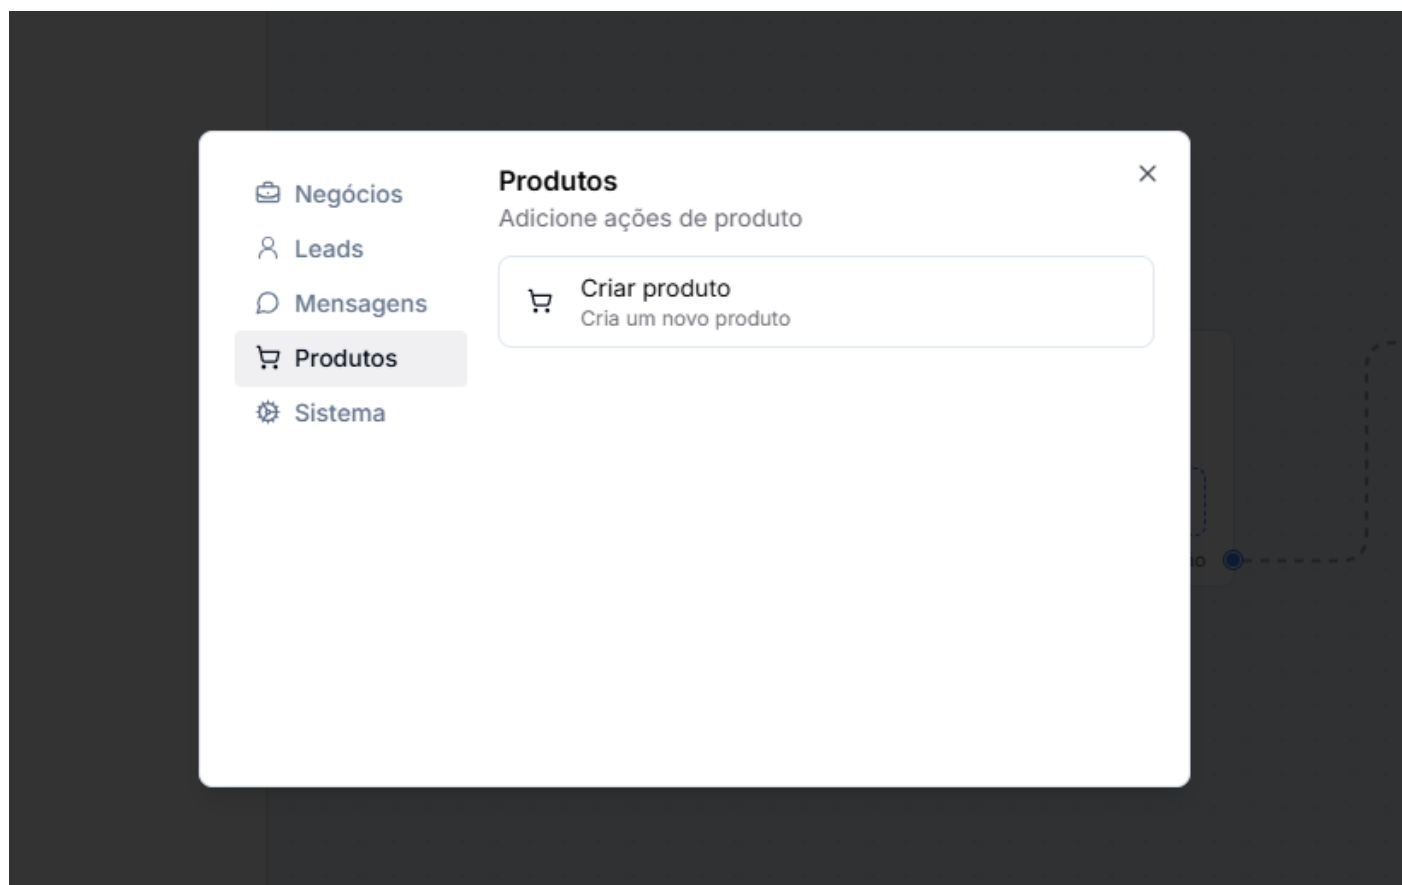 Negócios
Leads
Mensagens
Produtos
Sistema
Produtos
Adicione ações de produto
Criar produto
Cria um novo produto